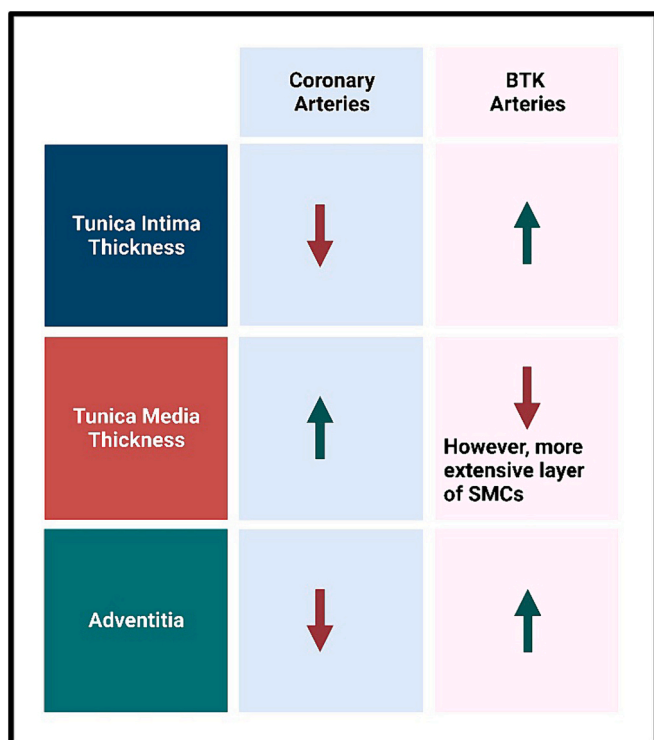 Coronary
Arteries
BTK
Arteries
Tunica Intima
Thickness
Tunica Media
Thickness
However, more
extensive layer
of SMCs
Adventitia